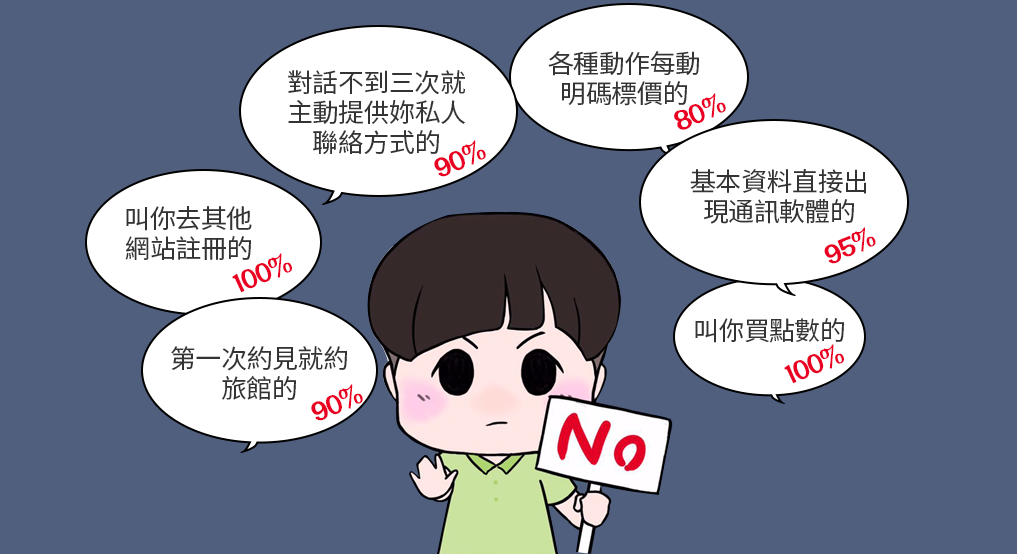 對話不到三次就
主動提供妳私人
聯絡方式的
90%
各種動作每動
明碼標價的
80%
叫你去其他
網站註冊的
100%
基本資料直接出
現通訊軟體的
95%
第一次約見就約
旅館的
90%
叫你買點數的
100%
No